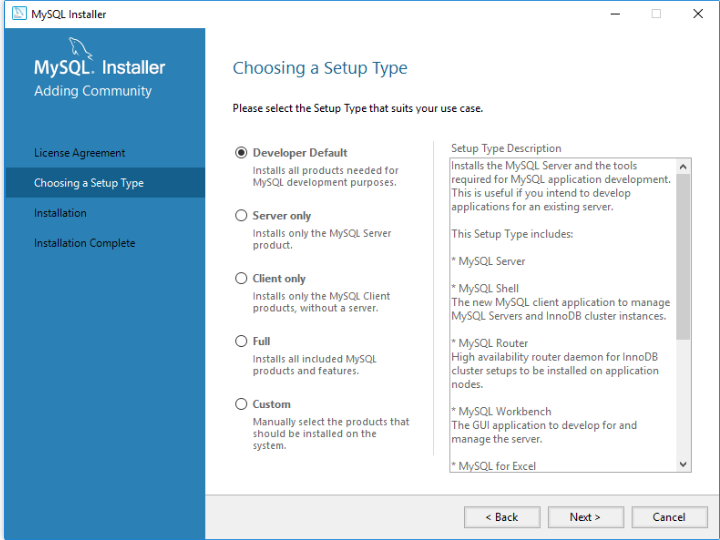 MySQL Installer
MySQL. Installer
Adding Community
License Agreement
Choosing a Setup Type
Installation
Installation Complete
Choosing a Setup Type
Please select the Setup Type that suits your use case.
Developer Default
Installs all products needed for
MySQL development purposes.
Server only
Installs only the MySQL Server
product.
Client only
Installs only the MySQL Client
products, without a server.
Full
Installs all included MySQL
products and features.
Custom
Manually select the products that
should be installed on the
system.
Setup Type Description
Installs the MySQL Server and the tools
required for MySQL application development.
This is useful if you intend to develop
applications for an existing server.
This Setup Type includes:
* MySQL Server
* MySQL Shell
The new MySQL client application to manage
MySQL Servers and InnoDB cluster instances.
* MySQL Router
High availability router daemon for InnoDB
cluster setups to be installed on application
nodes.
* MySQL Workbench
The GUI application to develop for and
manage the server.
* MySQL for Excel
< Back
Next >
Cancel